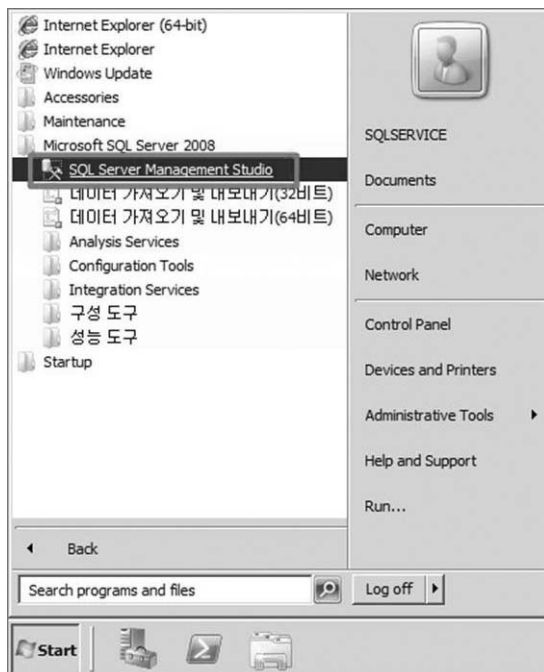 Internet Explorer (64-bit)
Internet Explorer
Windows Update
Accessories
Maintenance
Microsoft SQL Server 2008
SQL Server Management Studio
데이터 가져오기 및 내보내기(32비트)
데이터 가져오기 및 내보내기(64비트)
Analysis Services
Configuration Tools
Integration Services
구성 도구
성능 도구
Startup
Back
Search programs and files
SQLSERVICE
Documents
Computer
Network
Control Panel
Devices and Printers
Administrative Tools
Help and Support
Run...
Log off
Start